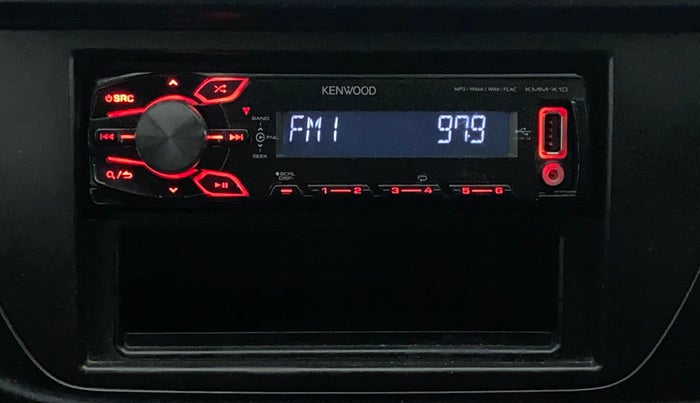 KENWOOD
MP3/WMA/WAV/FLAC KMM-X10
SRC
BAND
FM1 979
PNC
SEEK
SCRL
DISP
1 2 3 4 5 6